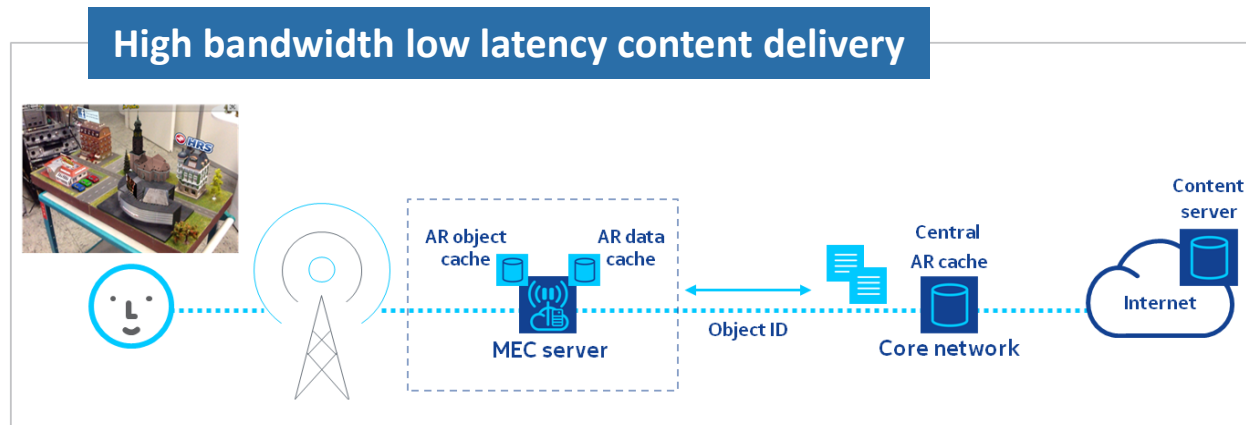 High bandwidth low latency content delivery
HRS
AR object
cache
AR data
cache
MEC server
Object ID
Central
AR cache
Core network
Content
server
Internet